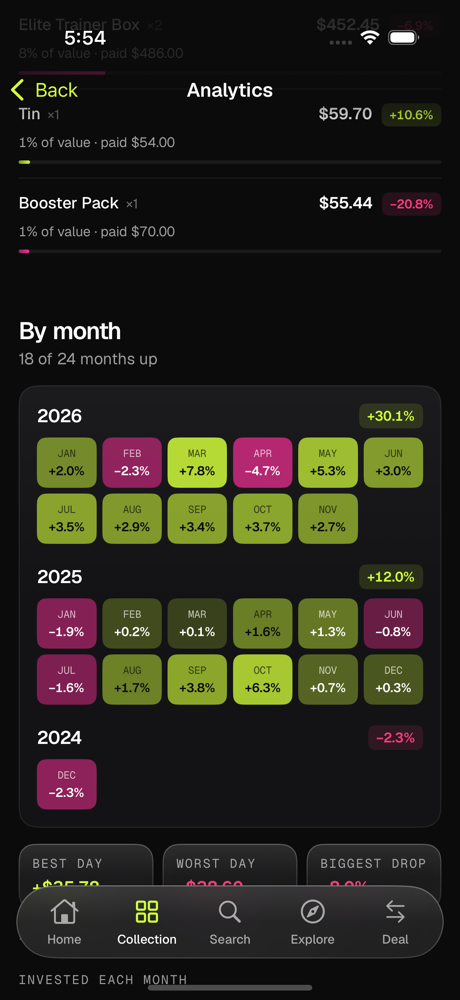 Elite Trainer Box ×2 $452.45 −6.9%
5:54
8% of value · paid $486.00
Back Analytics
Tin ×1 $59.70 +10.6%
1% of value · paid $54.00
Booster Pack ×1 $55.44 −20.8%
1% of value · paid $70.00
By month
18 of 24 months up
2026 +30.1%
JAN FEB MAR APR MAY JUN
+2.0% −2.3% +7.8% −4.7% +5.3% +3.0%
JUL AUG SEP OCT NOV
+3.5% +2.9% +3.4% +3.7% +2.7%
2025 +12.0%
JAN FEB MAR APR MAY JUN
−1.9% +0.2% +0.1% +1.6% +1.3% −0.8%
JUL AUG SEP OCT NOV DEC
−1.6% +1.7% +3.8% +6.3% +0.7% +0.3%
2024 −2.3%
DEC
−2.3%
BEST DAY WORST DAY BIGGEST DROP
Home Collection Search Explore Deal
INVESTED EACH MONTH